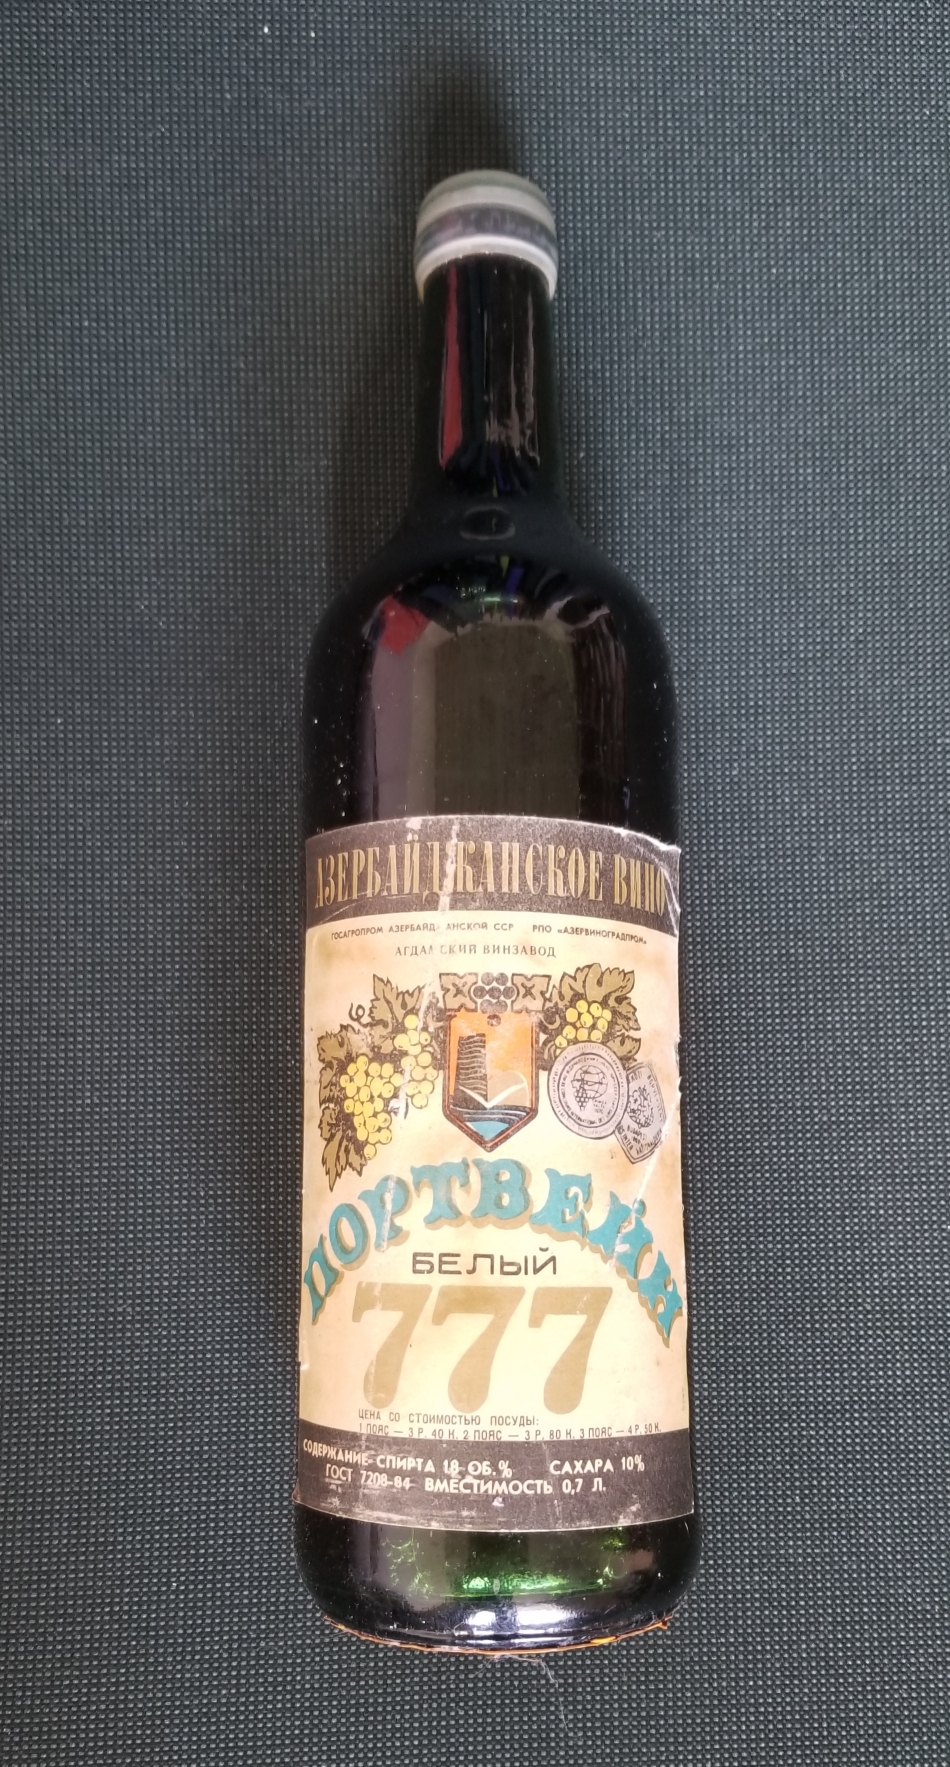 АЗЕРБАЙДЖАНСКОЕ ВИНО
ГОСАГРОПРОМ АЗЕРБАЙДЖАНСКОЙ ССР РПО «АЗЕРВИНОГРАДПРОМ»
АГДАМСКИЙ ВИНЗАВОД
ПОРТВЕЙН
БЕЛЫЙ
777
ЦЕНА СО СТОИМОСТЬЮ ПОСУДЫ:
1 ПОЯС — 3 Р. 40 К. 2 ПОЯС — 3 Р. 80 К. 3 ПОЯС — 4 Р. 50 К.
СОДЕРЖАНИЕ СПИРТА 18 ОБ.% САХАРА 10%
ГОСТ 7208-84 ВМЕСТИМОСТЬ 0,7 Л.